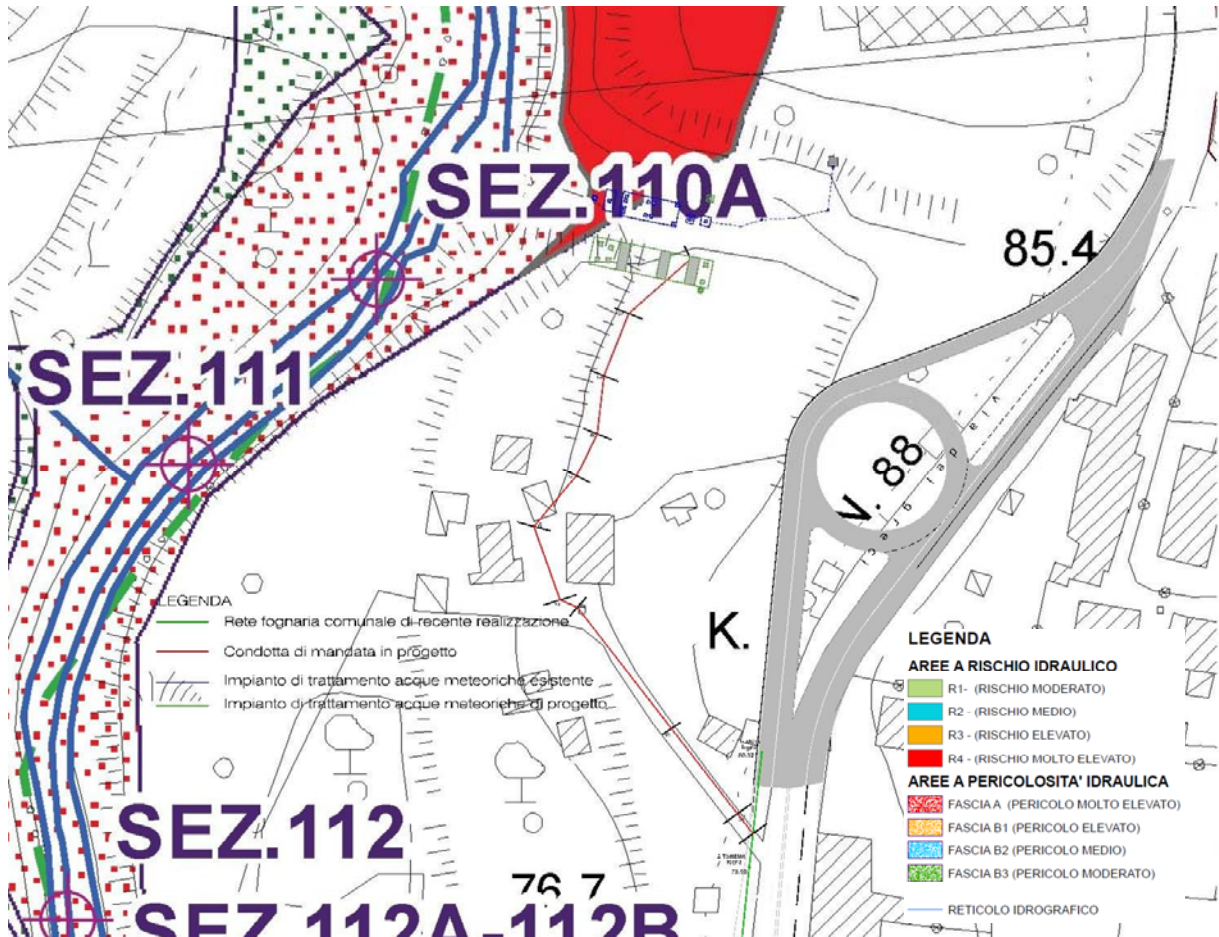 SEZ.110A
85.4
SEZ.111
V. 88
K.
LEGENDA
Rete fognaria comunale di recente realizzazione
Condotta di mandata in progetto
Impianto di trattamento acque meteoriche esistente
Impianto di trattamento acque meteoriche di progetto
SEZ.112
76.7
SEZ.112A-112B
LEGENDA
AREE A RISCHIO IDRAULICO
R1- (RISCHIO MODERATO)
R2 - (RISCHIO MEDIO)
R3 - (RISCHIO ELEVATO)
R4 - (RISCHIO MOLTO ELEVATO)
AREE A PERICOLOSITA' IDRAULICA
FASCIA A (PERICOLO MOLTO ELEVATO)
FASCIA B1 (PERICOLO ELEVATO)
FASCIA B2 (PERICOLO MEDIO)
FASCIA B3 (PERICOLO MODERATO)
RETICOLO IDROGRAFICO